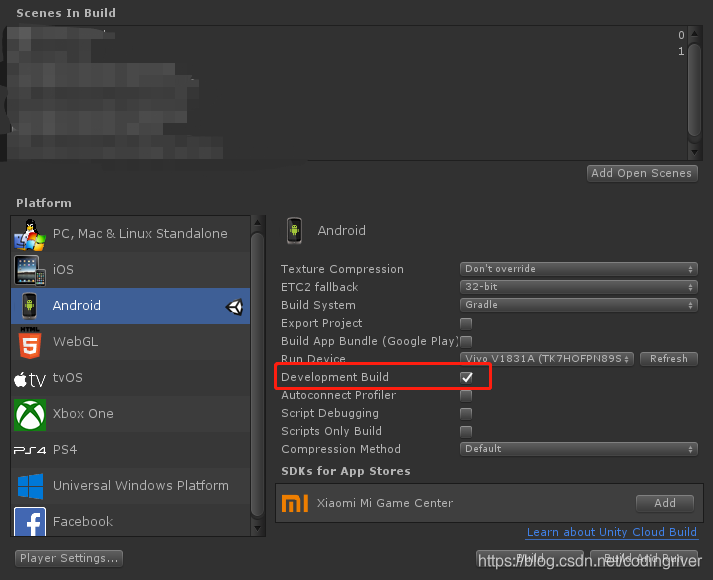 Scenes In Build
0
1
Add Open Scenes
Platform
PC, Mac & Linux Standalone
iOS
Android
WebGL
tvOS
Xbox One
PS4
Universal Windows Platform
Facebook
Android
Texture Compression Don't override
ETC2 fallback 32-bit
Build System Gradle
Export Project
Build App Bundle (Google Play)
Run Device Vivo V1831A (TK7HOFPN89S Refresh
Development Build
Autoconnect Profiler
Script Debugging
Scripts Only Build
Compression Method Default
SDKs for App Stores
Xiaomi Mi Game Center Add
Learn about Unity Cloud Build
Player Settings... Build Build And Run
https://blog.csdn.net/codingriver